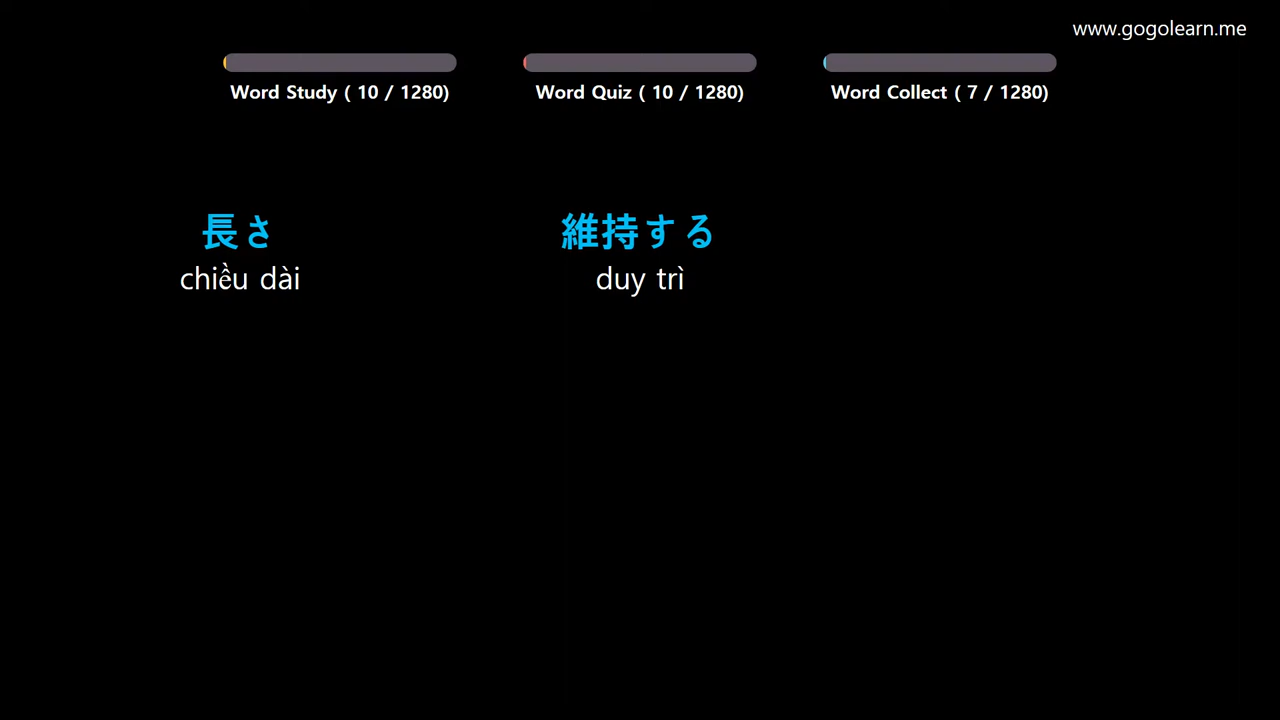 www.gogolearn.me
Word Study ( 10 / 1280)
Word Quiz ( 10 / 1280)
Word Collect ( 7 / 1280)
長さ
chiều dài
維持する
duy trì